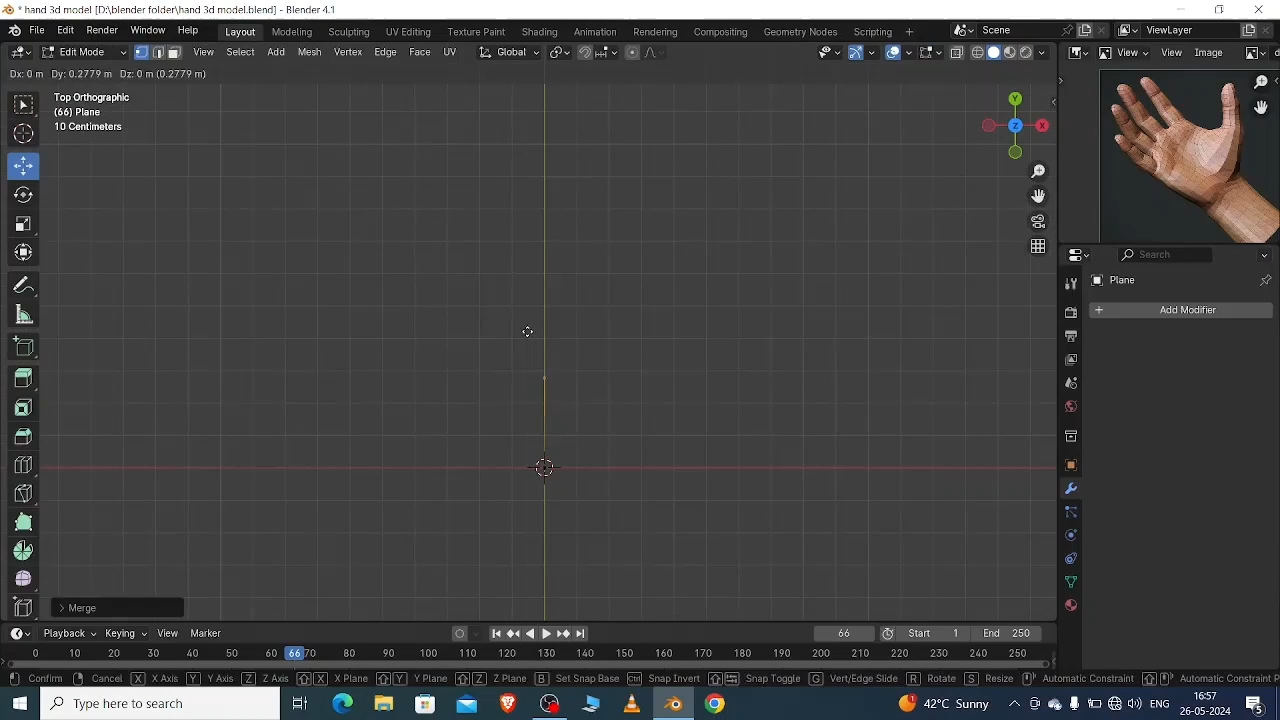 * hand 3d model [D:\blender folder\hand 3d model.blend] - Blender 4.1
File Edit Render Window Help Layout Modeling Sculpting UV Editing Texture Paint Shading Animation Rendering Compositing Geometry Nodes Scripting + Scene ViewLayer
Edit Mode View Select Add Mesh Vertex Edge Face UV Global View View Image
Dx: 0 m Dy: 0.2779 m Dz: 0 m (0.2779 m)
Top Orthographic
(66) Plane
10 Centimeters
Y
Z X
Search
Plane
+ Add Modifier
> Merge
Playback Keying View Marker 66 Start 1 End 250
0 10 20 30 40 50 60 66 70 80 90 100 110 120 130 140 150 160 170 180 190 200 210 220 230 240 250
Confirm Cancel X X Axis Y Y Axis Z Z Axis X X Plane Y Y Plane Z Z Plane B Set Snap Base Ctrl Snap Invert Snap Toggle G Vert/Edge Slide R Rotate S Resize Automatic Constraint Automatic Constraint P
Type here to search 1 42°C Sunny ENG 16:57
26-05-2024 5